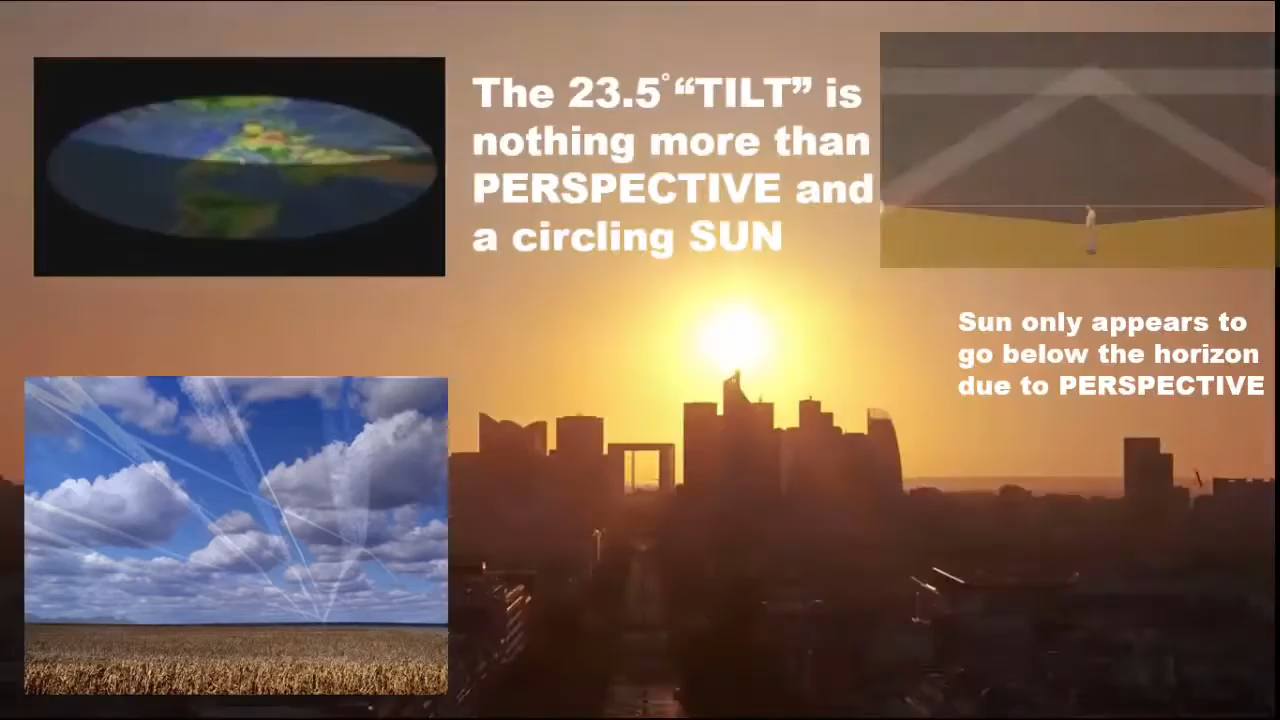 The 23.5° “TILT” is
nothing more than
PERSPECTIVE and
a circling SUN
Sun only appears to
go below the horizon
due to PERSPECTIVE